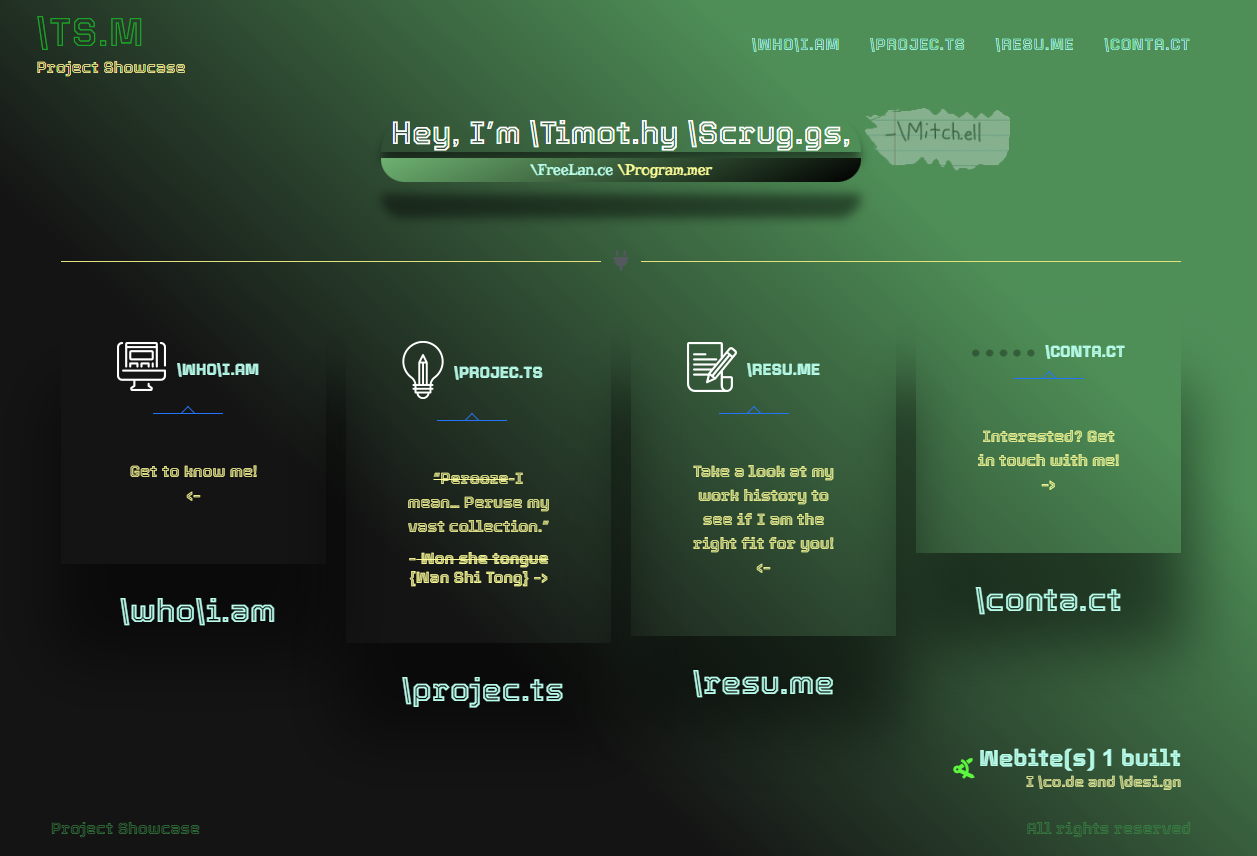 \TS.M
Project Showcase
\WHO\I.AM \PROJEC.TS \RESU.ME \CONTA.CT
Hey, I’m \Timot.hy \Scrug.gs,
-\Mitch.ell
\FreeLan.ce \Program.mer
\WHO\I.AM
Get to know me!
<-
\who\i.am
\PROJEC.TS
“Perooze-I
mean... Peruse my
vast collection.”
- Won she tongue
{Wan Shi Tong} ->
\projec.ts
\RESU.ME
Take a look at my
work history to
see if I am the
right fit for you!
<-
\resu.me
\CONTA.CT
Interested? Get
in touch with me!
->
\conta.ct
Webite(s) 1 built
I \co.de and \desi.gn
Project Showcase
All rights reserved